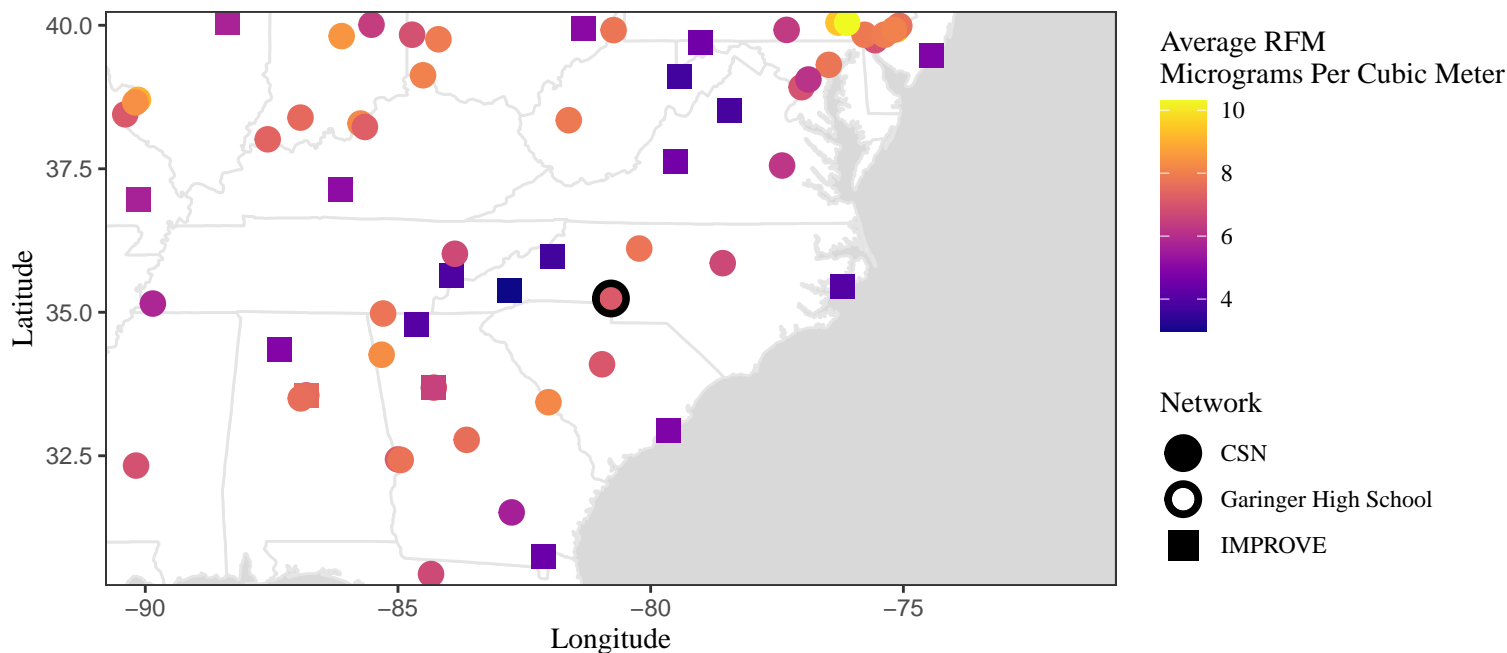 40.0
37.5
35.0
32.5
Latitude
−90
−85
−80
−75
Longitude
Average RFM
Micrograms Per Cubic Meter
10
8
6
4
Network
CSN
Garinger High School
IMPROVE